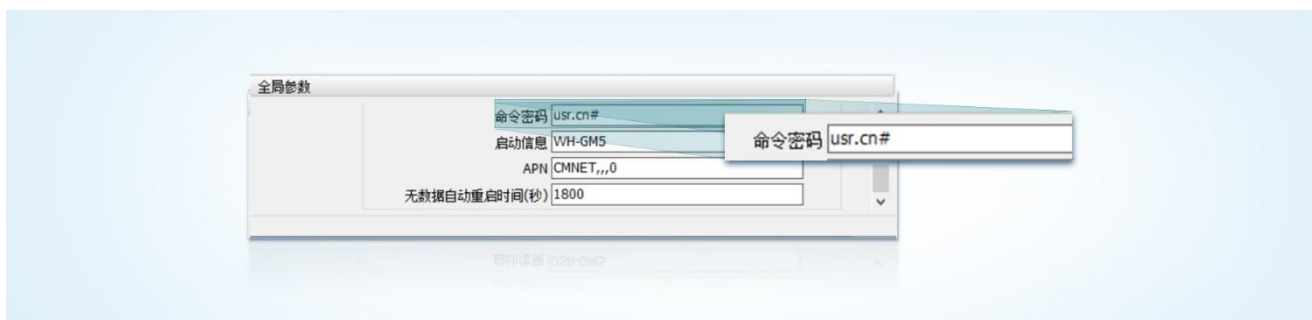 全局参数
命令密码 usr.cn#
启动信息 WH-GM5
APN CMNET,,,0
无数据自动重启时间(秒) 1800
命令密码 usr.cn#